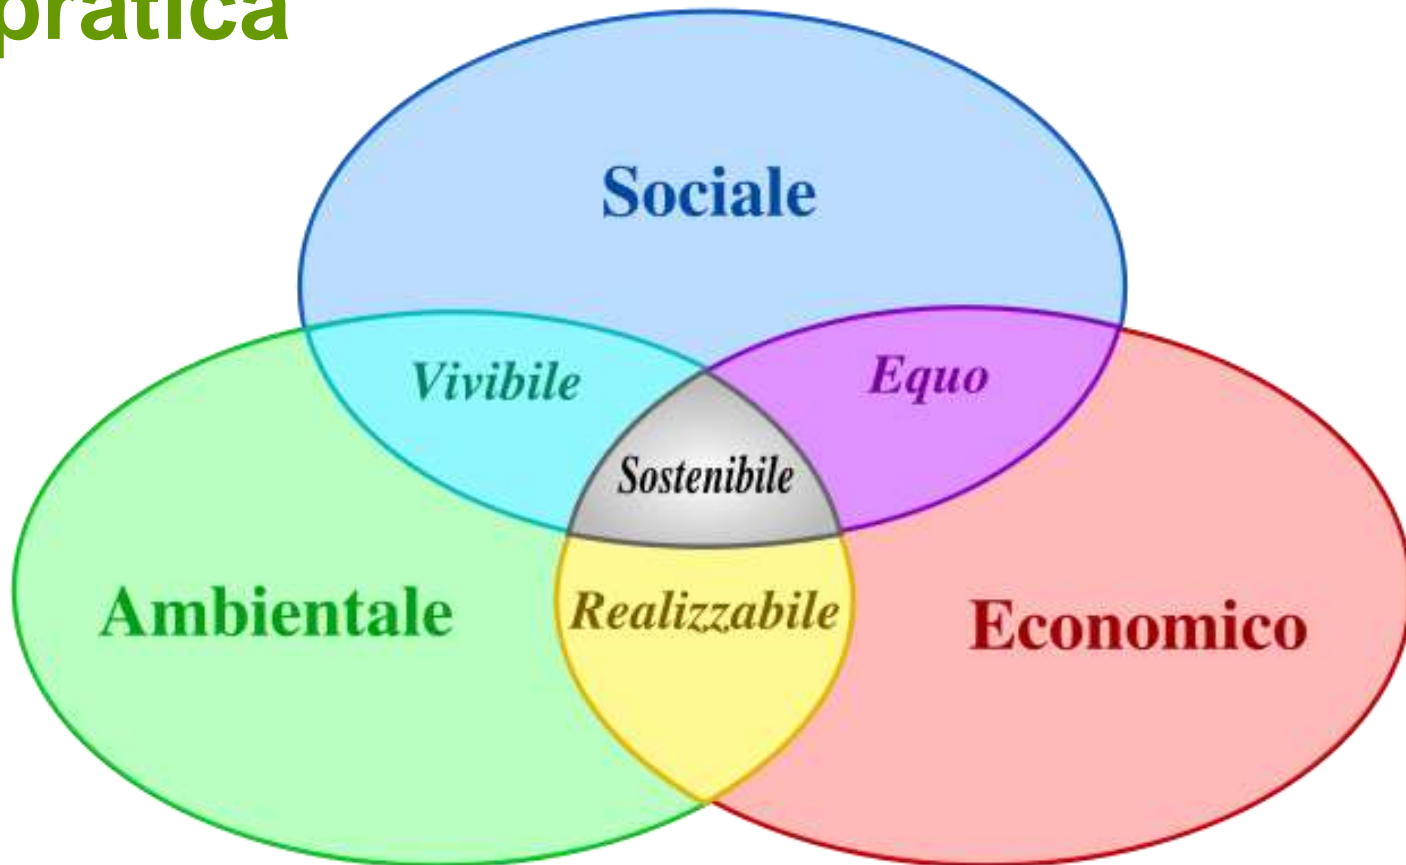 pratica
Sociale
Vivibile
Equo
Sostenibile
Ambientale
Realizzabile
Economico